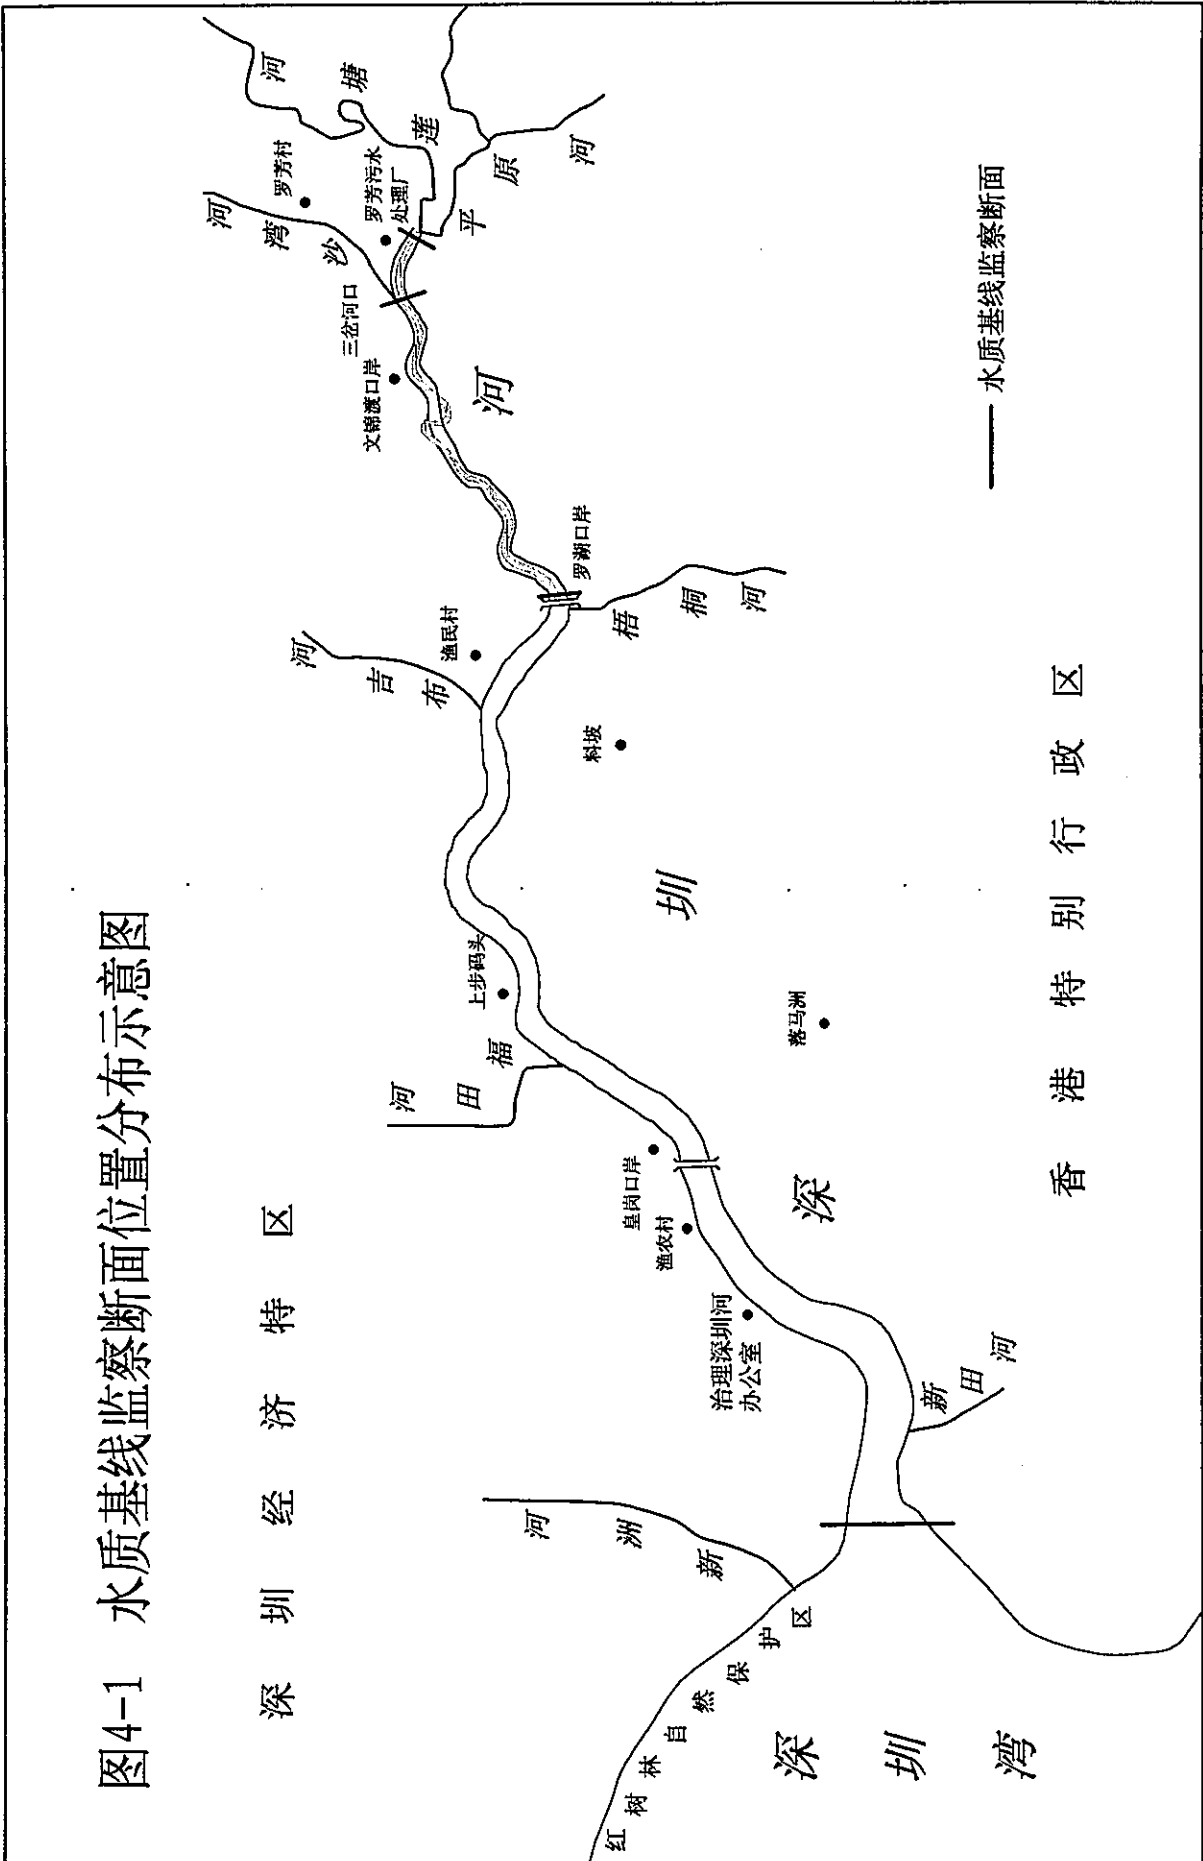 图4-1 水质基线监察断面位置分布示意图
深圳经济特区
河
塘
莲
平原河
罗芳村
河湾沙
罗芳污水
处理厂
三岔河口
文锦渡口岸
河
罗湖口岸
梧桐河
渔民村
河
吉布
料坡
圳
上步码头
河田福
落马洲
皇岗口岸
渔农村
深
治理深圳河
办公室
新田河
河洲新
红树林自然保护区
深圳湾
香港特别行政区
水质基线监察断面